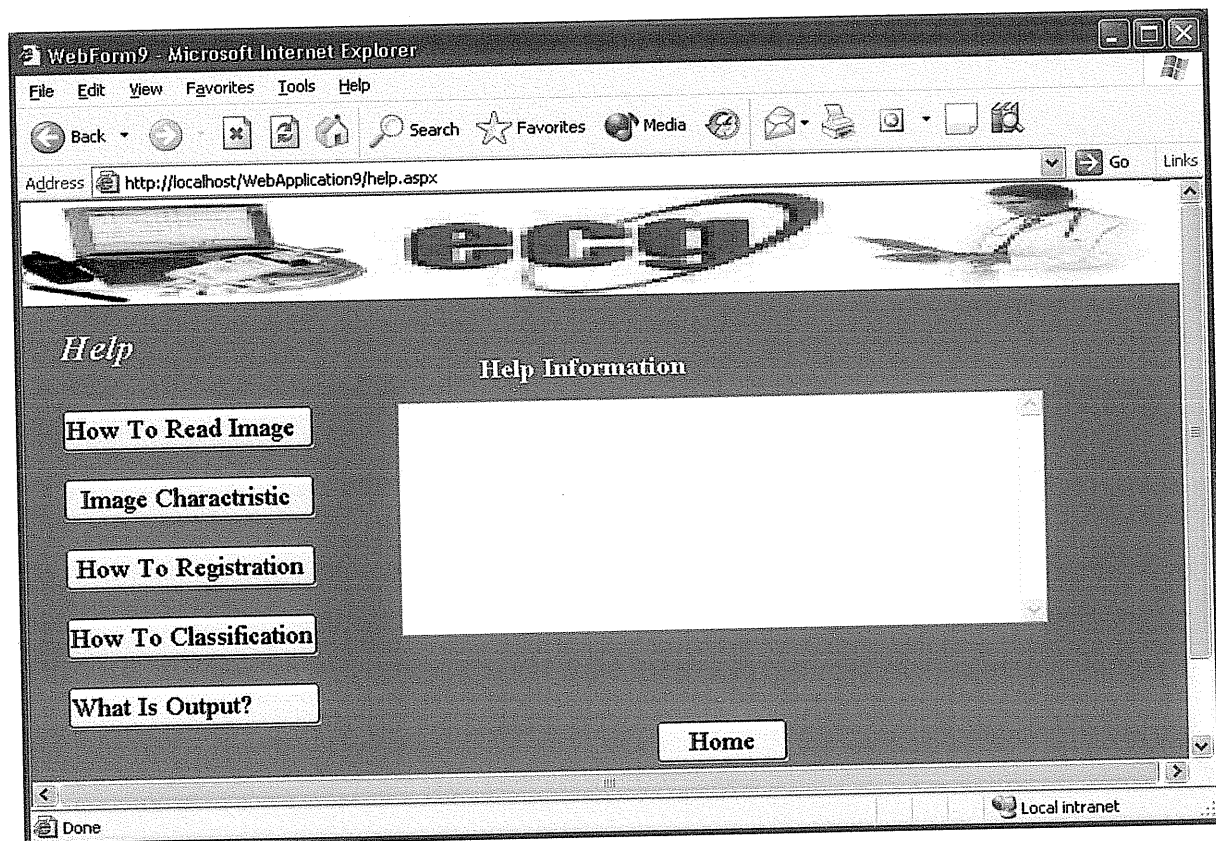 WebForm9 - Microsoft Internet Explorer
File Edit View Favorites Tools Help
Back Search Favorites Media
Address http://localhost/WebApplication9/help.aspx Go Links
ecg
Help
Help Information
How To Read Image
Image Charactristic
How To Registration
How To Classification
What Is Output?
Home
Done Local intranet